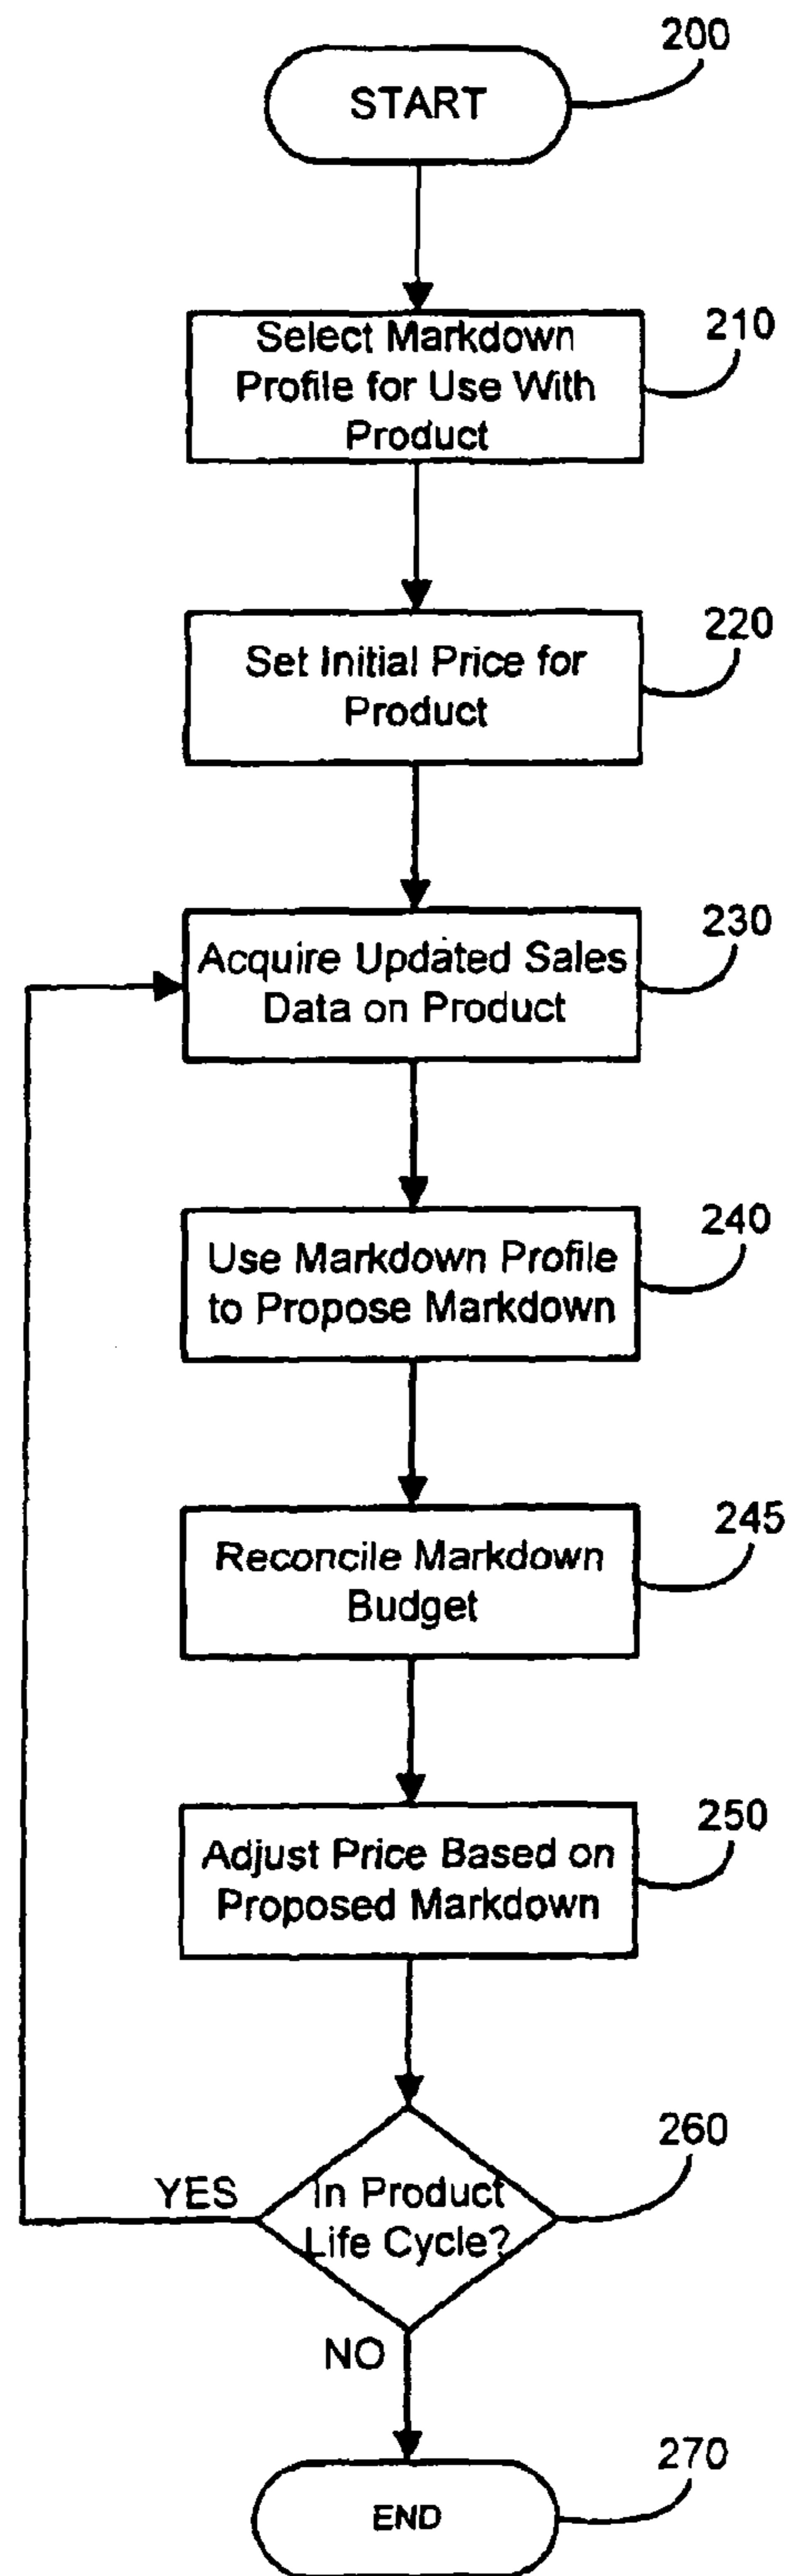 200
START
210
Select Markdown
Profile for Use With
Product
220
Set Initial Price for
Product
230
Acquire Updated Sales
Data on Product
240
Use Markdown Profile
to Propose Markdown
245
Reconcile Markdown
Budget
250
Adjust Price Based on
Proposed Markdown
260
YES
In Product
Life Cycle?
NO
270
END